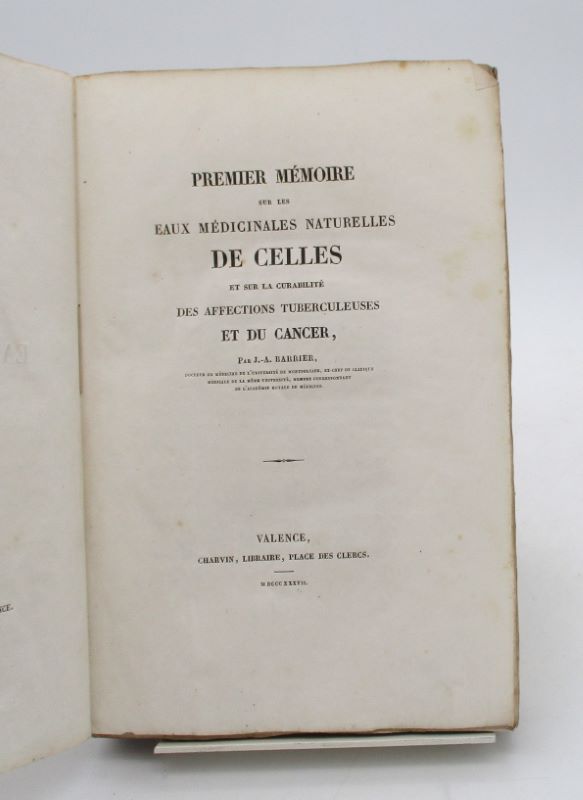 PREMIER MÉMOIRE
SUR LES
EAUX MÉDICINALES NATURELLES
DE CELLES
ET SUR LA CURABILITÉ
DES AFFECTIONS TUBERCULEUSES
ET DU CANCER,
PAR J.-A. BARRIER,
DOCTEUR EN MÉDECINE DE L'UNIVERSITÉ DE MONTPELLIER, EX-CHEF DE CLINIQUE
MÉDICALE DE LA MÊME UNIVERSITÉ, MEMBRE CORRESPONDANT
DE L'ACADÉMIE ROYALE DE MÉDECINE.
VALENCE,
CHARVIN, LIBRAIRE, PLACE DES CLERCS.
MDCCCXXXVII.